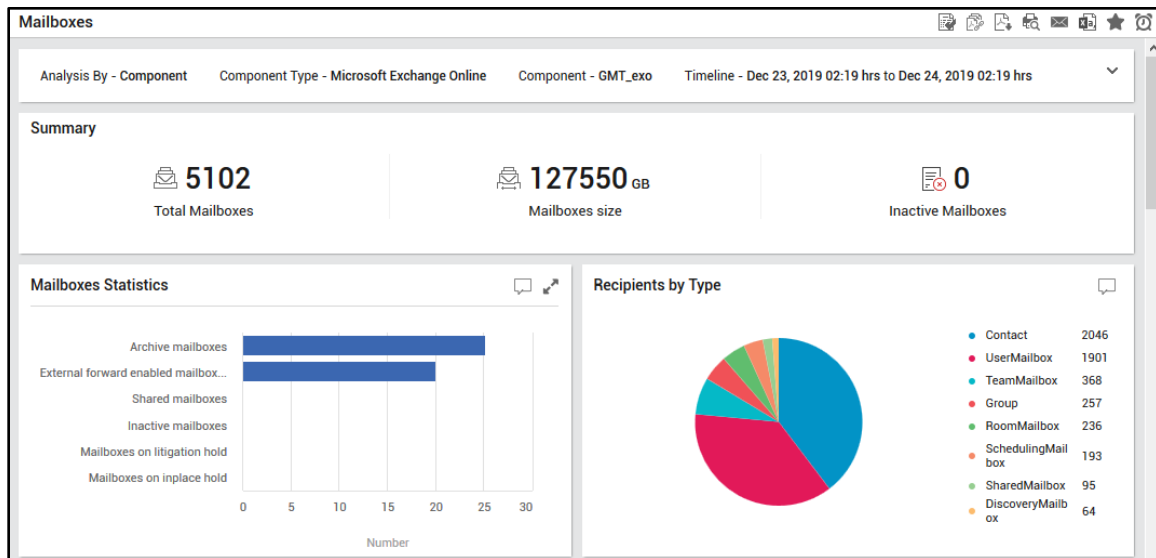 Mailboxes
Analysis By - Component Component Type - Microsoft Exchange Online Component - GMT_exo Timeline - Dec 23, 2019 02:19 hrs to Dec 24, 2019 02:19 hrs
Summary
5102
Total Mailboxes
127550 GB
Mailboxes size
0
Inactive Mailboxes
Mailboxes Statistics
Archive mailboxes
External forward enabled mailbox...
Shared mailboxes
Inactive mailboxes
Mailboxes on litigation hold
Mailboxes on inplace hold
0 5 10 15 20 25 30
Number
Recipients by Type
Contact 2046
UserMailbox 1901
TeamMailbox 368
Group 257
RoomMailbox 236
SchedulingMail
box 193
SharedMailbox 95
DiscoveryMailb
ox 64